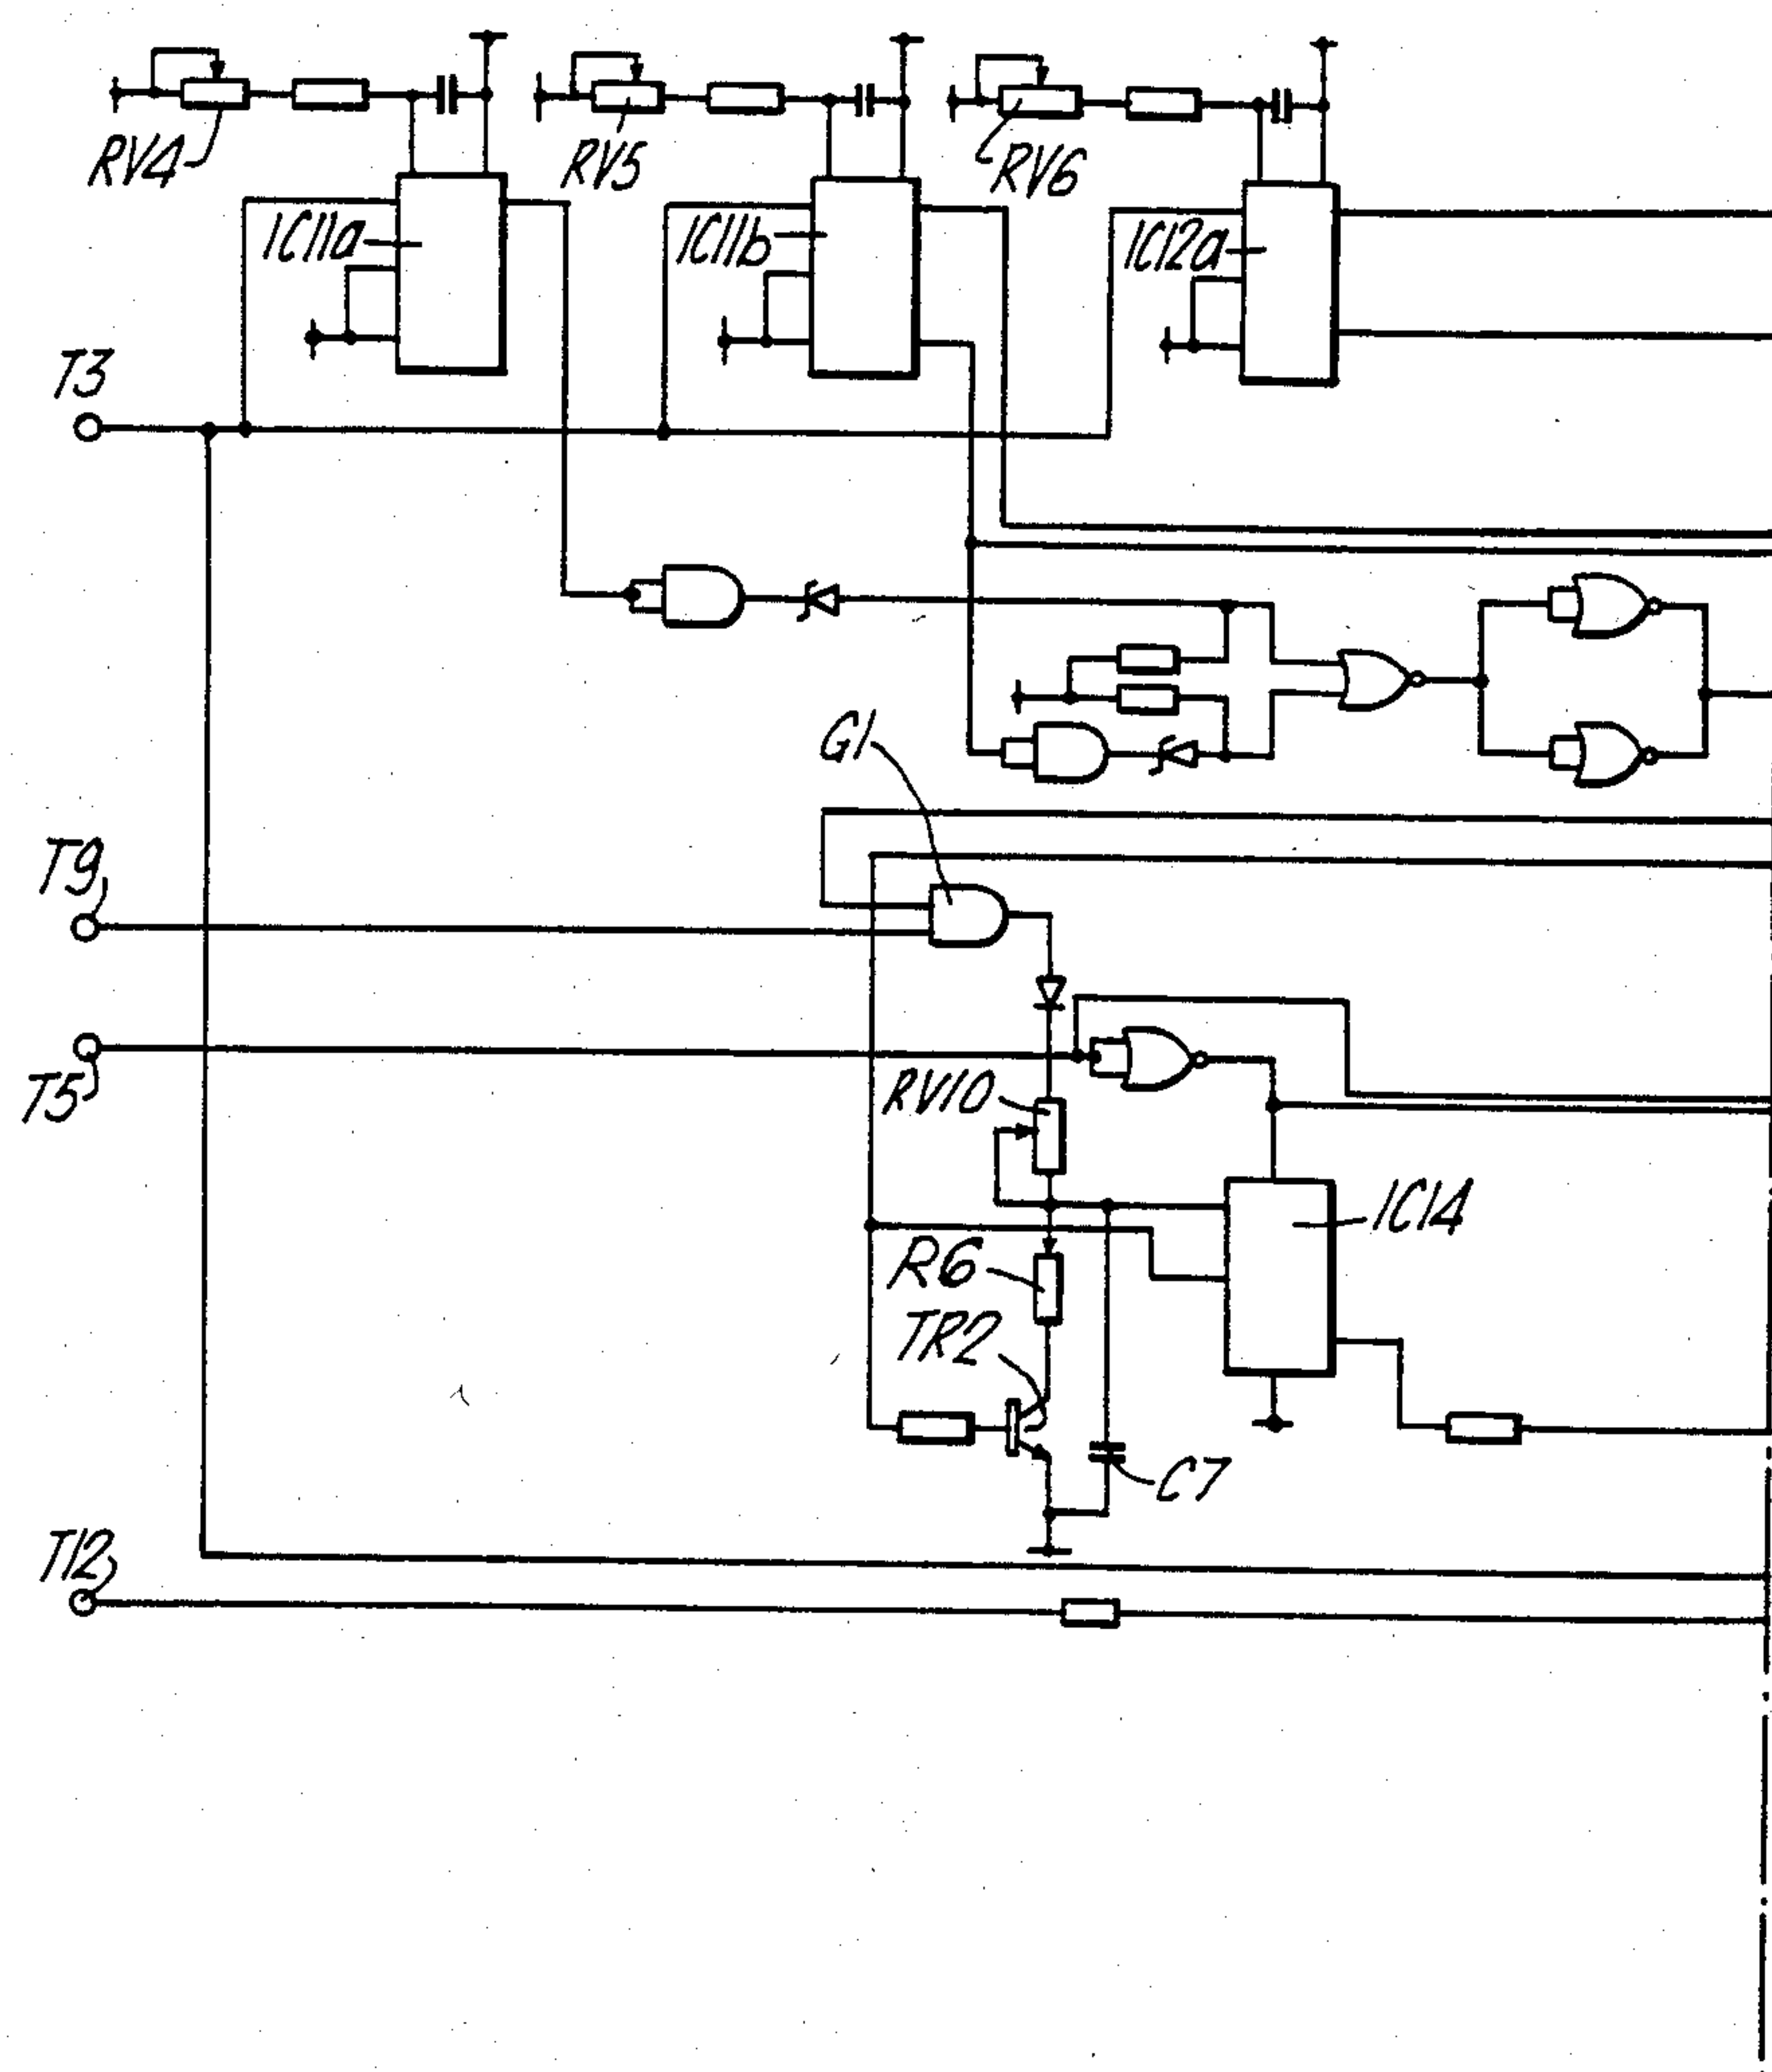 RV4
RV5
RV6
IC11a
IC11b
IC12a
T3
G1
T9
T5
RV10
IC14
R6
TR2
C7
T12